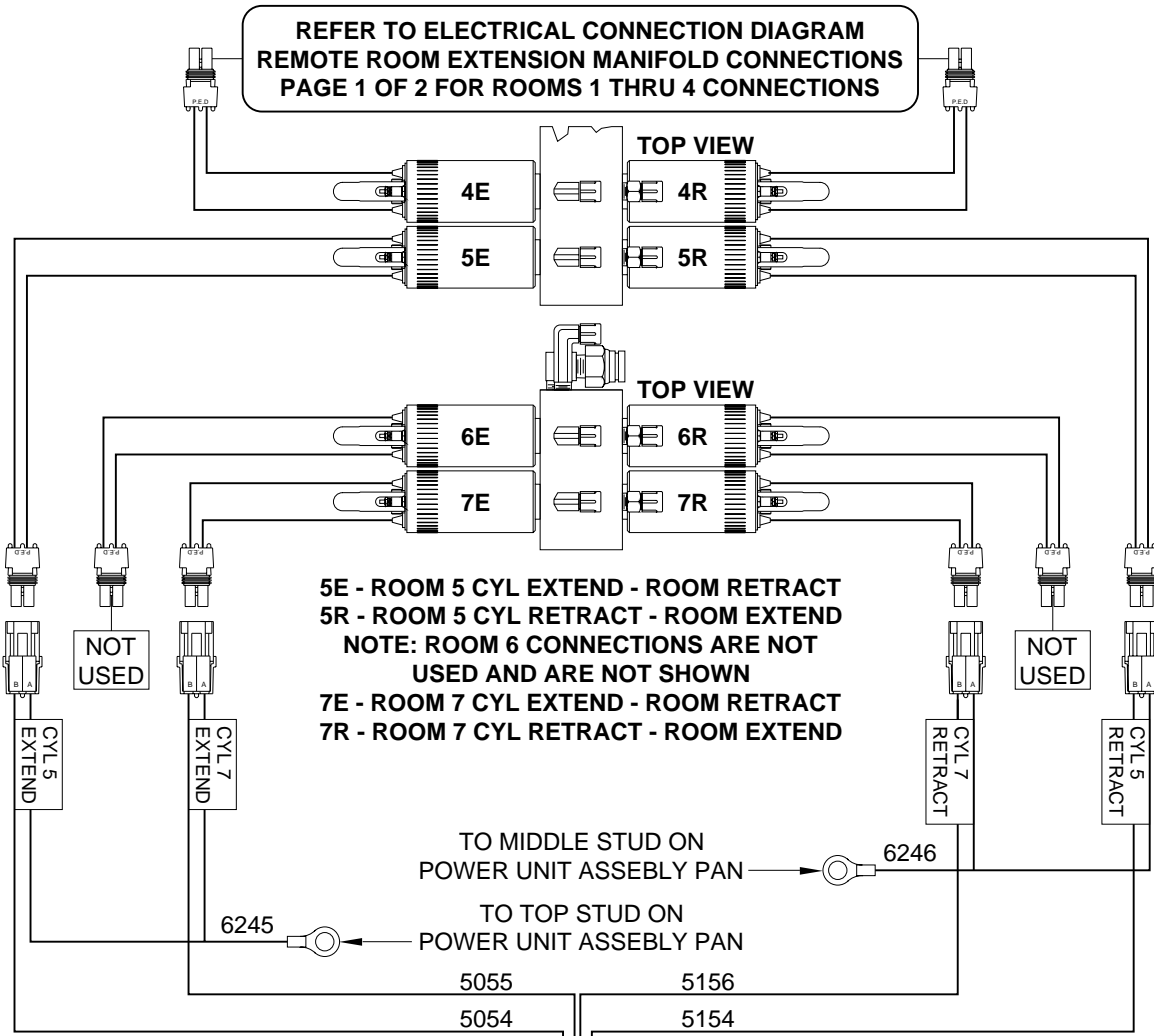 REFER TO ELECTRICAL CONNECTION DIAGRAM
REMOTE ROOM EXTENSION MANIFOLD CONNECTIONS
PAGE 1 OF 2 FOR ROOMS 1 THRU 4 CONNECTIONS
P.E.D
P.E.D
TOP VIEW
4E
4R
5E
5R
TOP VIEW
6E
6R
7E
7R
P.E.D
P.E.D
P.E.D
P.E.D
P.E.D
P.E.D
5E - ROOM 5 CYL EXTEND - ROOM RETRACT
5R - ROOM 5 CYL RETRACT - ROOM EXTEND
NOTE: ROOM 6 CONNECTIONS ARE NOT
USED AND ARE NOT SHOWN
7E - ROOM 7 CYL EXTEND - ROOM RETRACT
7R - ROOM 7 CYL RETRACT - ROOM EXTEND
NOT
USED
NOT
USED
B A
B A
B A
B A
CYL 5
EXTEND
CYL 7
EXTEND
CYL 7
RETRACT
CYL 5
RETRACT
TO MIDDLE STUD ON
POWER UNIT ASSEBLY PAN
6246
6245
TO TOP STUD ON
POWER UNIT ASSEBLY PAN
5055
5156
5054
5154